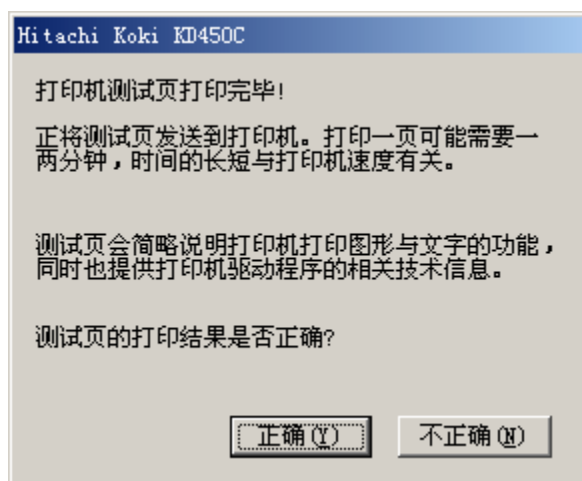 Hitachi Koki KD450C
打印机测试页打印完毕!
正将测试页发送到打印机。打印一页可能需要一
两分钟，时间的长短与打印机速度有关。
测试页会简略说明打印机打印图形与文字的功能，
同时也提供打印机驱动程序的相关技术信息。
测试页的打印结果是否正确?
正确(Y) 不正确(N)